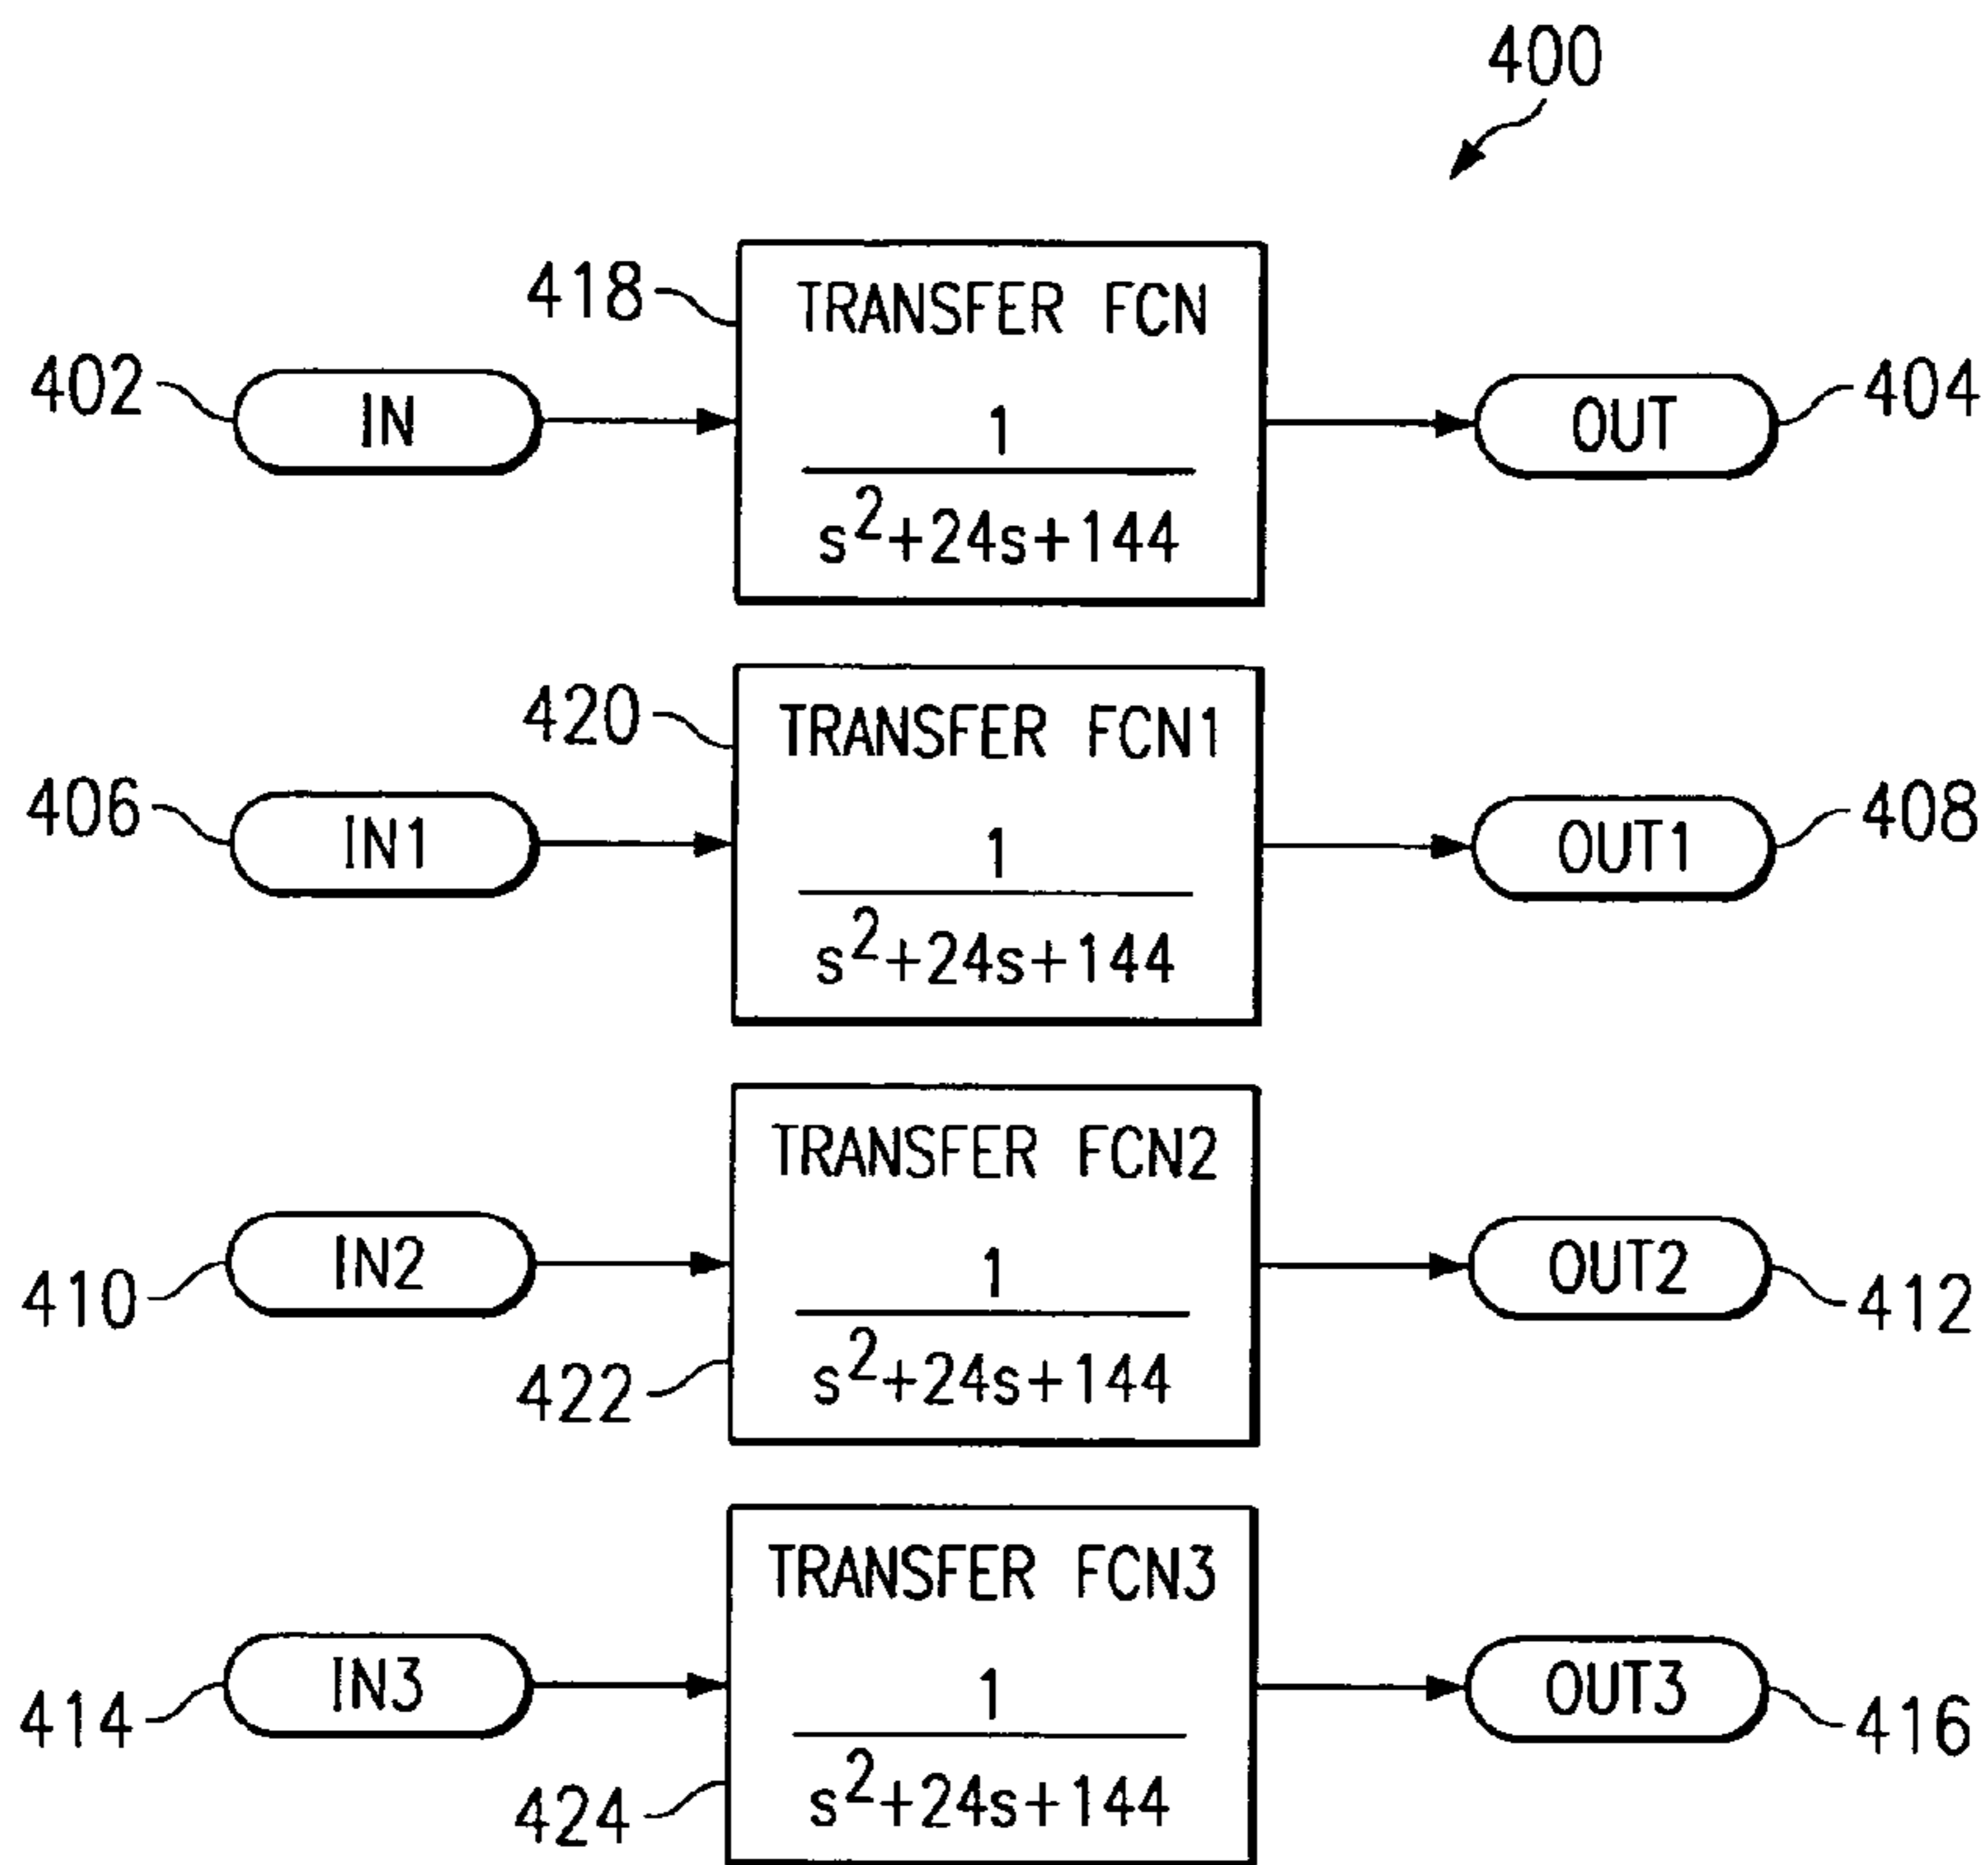 400
418
TRANSFER FCN
402
IN
1
s²+24s+144
OUT
404
420
TRANSFER FCN1
406
IN1
1
s²+24s+144
OUT1
408
TRANSFER FCN2
410
IN2
1
s²+24s+144
OUT2
412
422
TRANSFER FCN3
414
IN3
1
s²+24s+144
OUT3
416
424